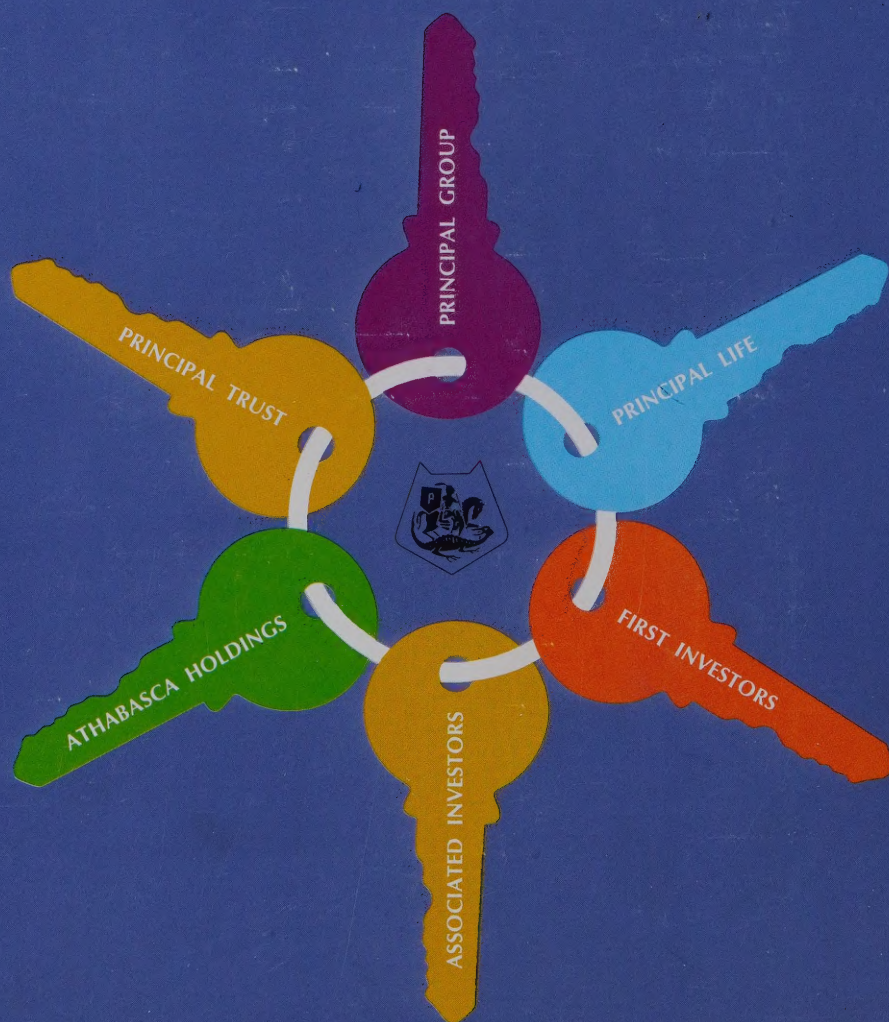 PRINCIPAL GROUP
PRINCIPAL LIFE
FIRST INVESTORS
ASSOCIATED INVESTORS
ATHABASCA HOLDINGS
PRINCIPAL TRUST